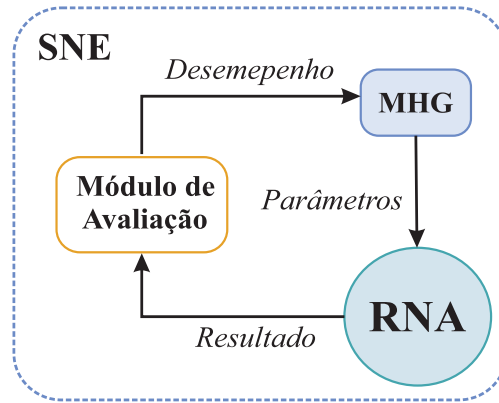 SNE
Desemepenho
MHG
Módulo de
Avaliação
Parâmetros
RNA
Resultado